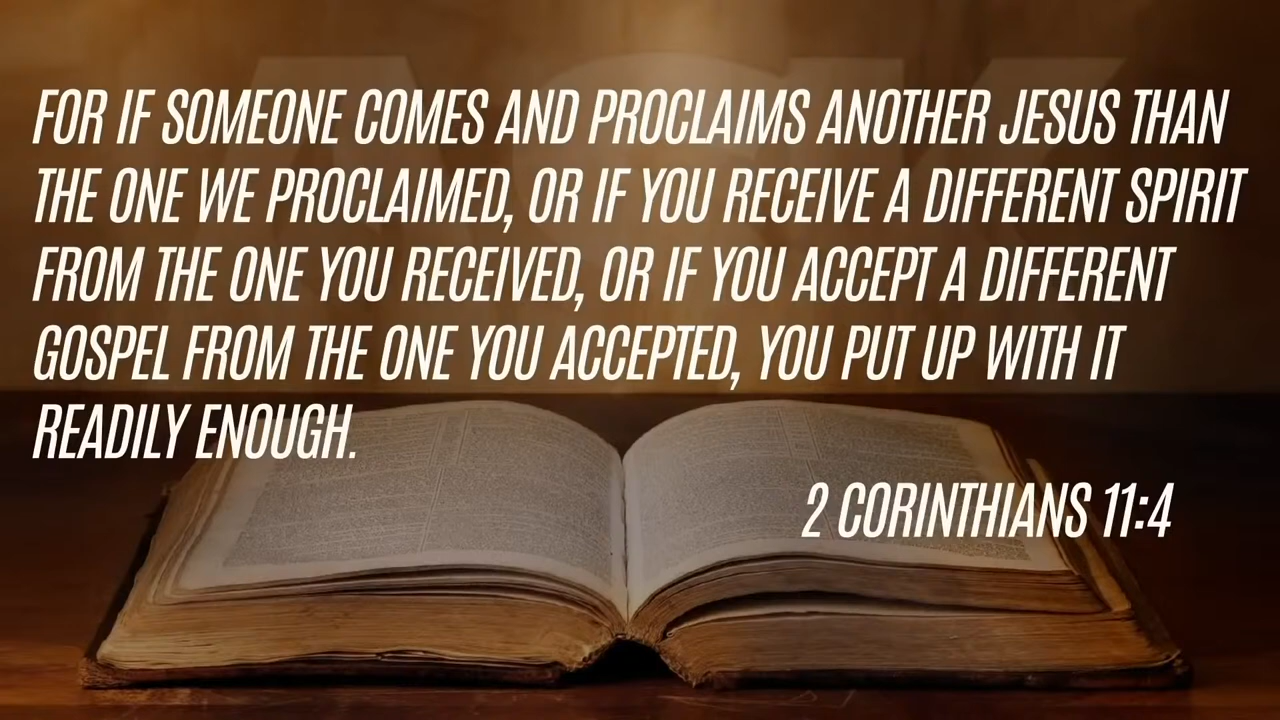 FOR IF SOMEONE COMES AND PROCLAIMS ANOTHER JESUS THAN
THE ONE WE PROCLAIMED, OR IF YOU RECEIVE A DIFFERENT SPIRIT
FROM THE ONE YOU RECEIVED, OR IF YOU ACCEPT A DIFFERENT
GOSPEL FROM THE ONE YOU ACCEPTED, YOU PUT UP WITH IT
READILY ENOUGH.
2 CORINTHIANS 11:4